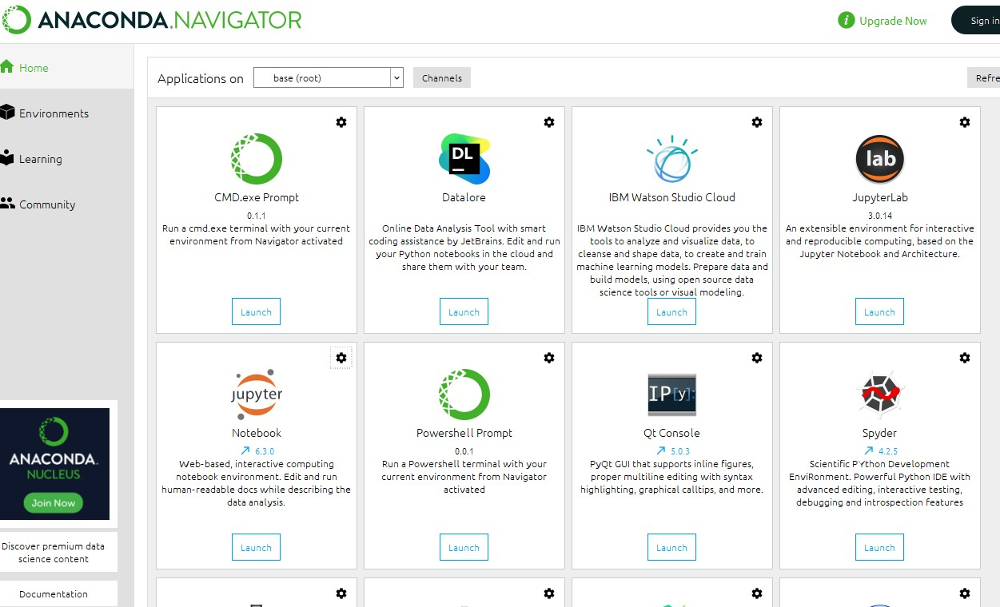 ANACONDA.NAVIGATOR
i Upgrade Now
Sign in
Home
Environments
Learning
Community
Applications on
base (root)
Channels
Refre
CMD.exe Prompt
0.1.1
Run a cmd.exe terminal with your current
environment from Navigator activated
Launch
DL
Datalore
Online Data Analysis Tool with smart
coding assistance by JetBrains. Edit and run
your Python notebooks in the cloud and
share them with your team.
Launch
IBM Watson Studio Cloud
IBM Watson Studio Cloud provides you the
tools to analyze and visualize data, to
cleanse and shape data, to create and train
machine learning models. Prepare data and
build models, using open source data
science tools or visual modeling.
Launch
lab
JupyterLab
3.0.14
An extensible environment for interactive
and reproducible computing, based on the
Jupyter Notebook and Architecture.
Launch
jupyter
Notebook
6.3.0
Web-based, interactive computing
notebook environment. Edit and run
human-readable docs while describing the
data analysis.
Launch
Powershell Prompt
0.0.1
Run a Powershell terminal with your
current environment from Navigator
activated
Launch
IP[y]:
Qt Console
5.0.3
PyQt GUI that supports inline figures,
proper multiline editing with syntax
highlighting, graphical calltips, and more.
Launch
Spyder
4.2.5
Scientific PYthon Development
EnviRonment. Powerful Python IDE with
advanced editing, interactive testing,
debugging and introspection features
Launch
ANACONDA.
NUCLEUS
Join Now
Discover premium data
science content
Documentation